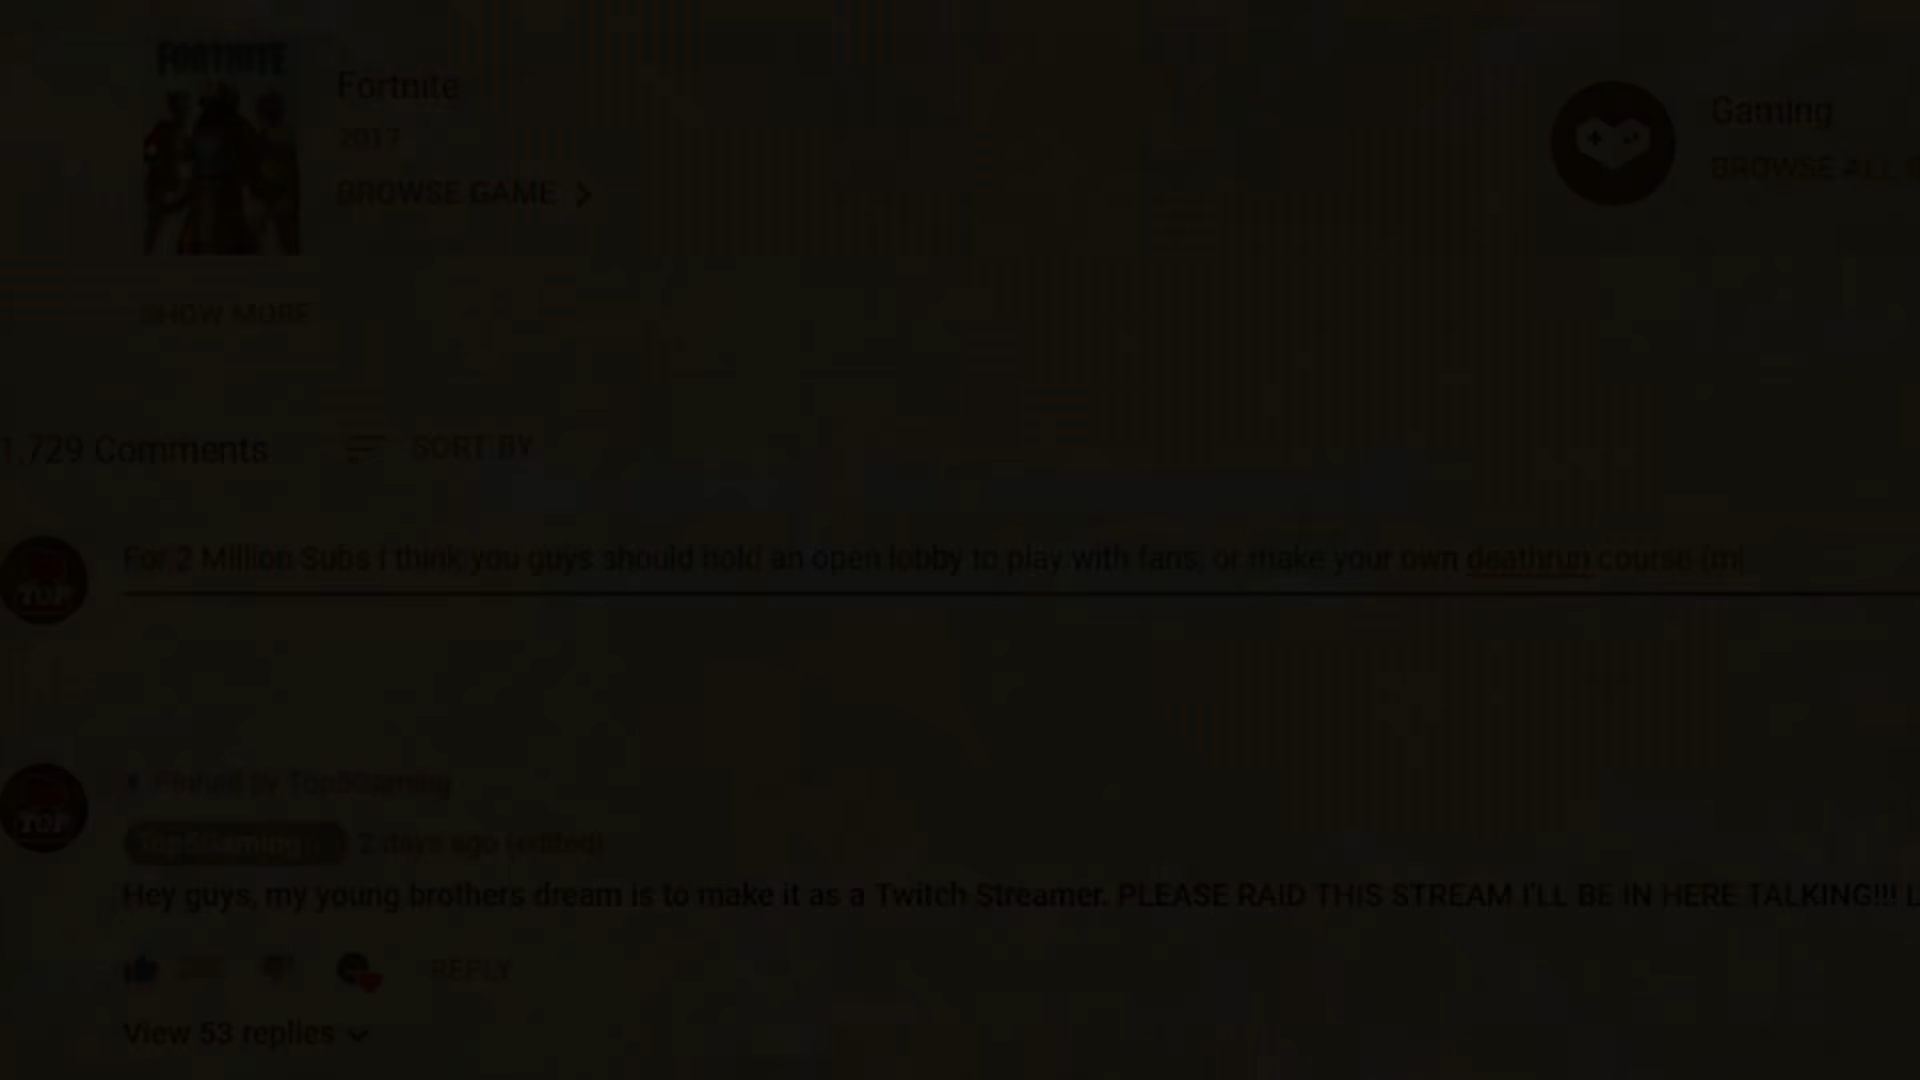 FORTNITE
Fortnite
2017
BROWSE GAME
Gaming
BROWSE ALL
SHOW MORE
1,729 Comments SORT BY
TOP
For 2 Million Subs I think you guys should hold an open lobby to play with fans, or make your own deathrun course (m
TOP
Pinned by Top5Gaming
Top5Gaming 2 days ago (edited)
Hey guys, my young brothers dream is to make it as a Twitch Streamer. PLEASE RAID THIS STREAM I'LL BE IN HERE TALKING!!! L
REPLY
View 53 replies